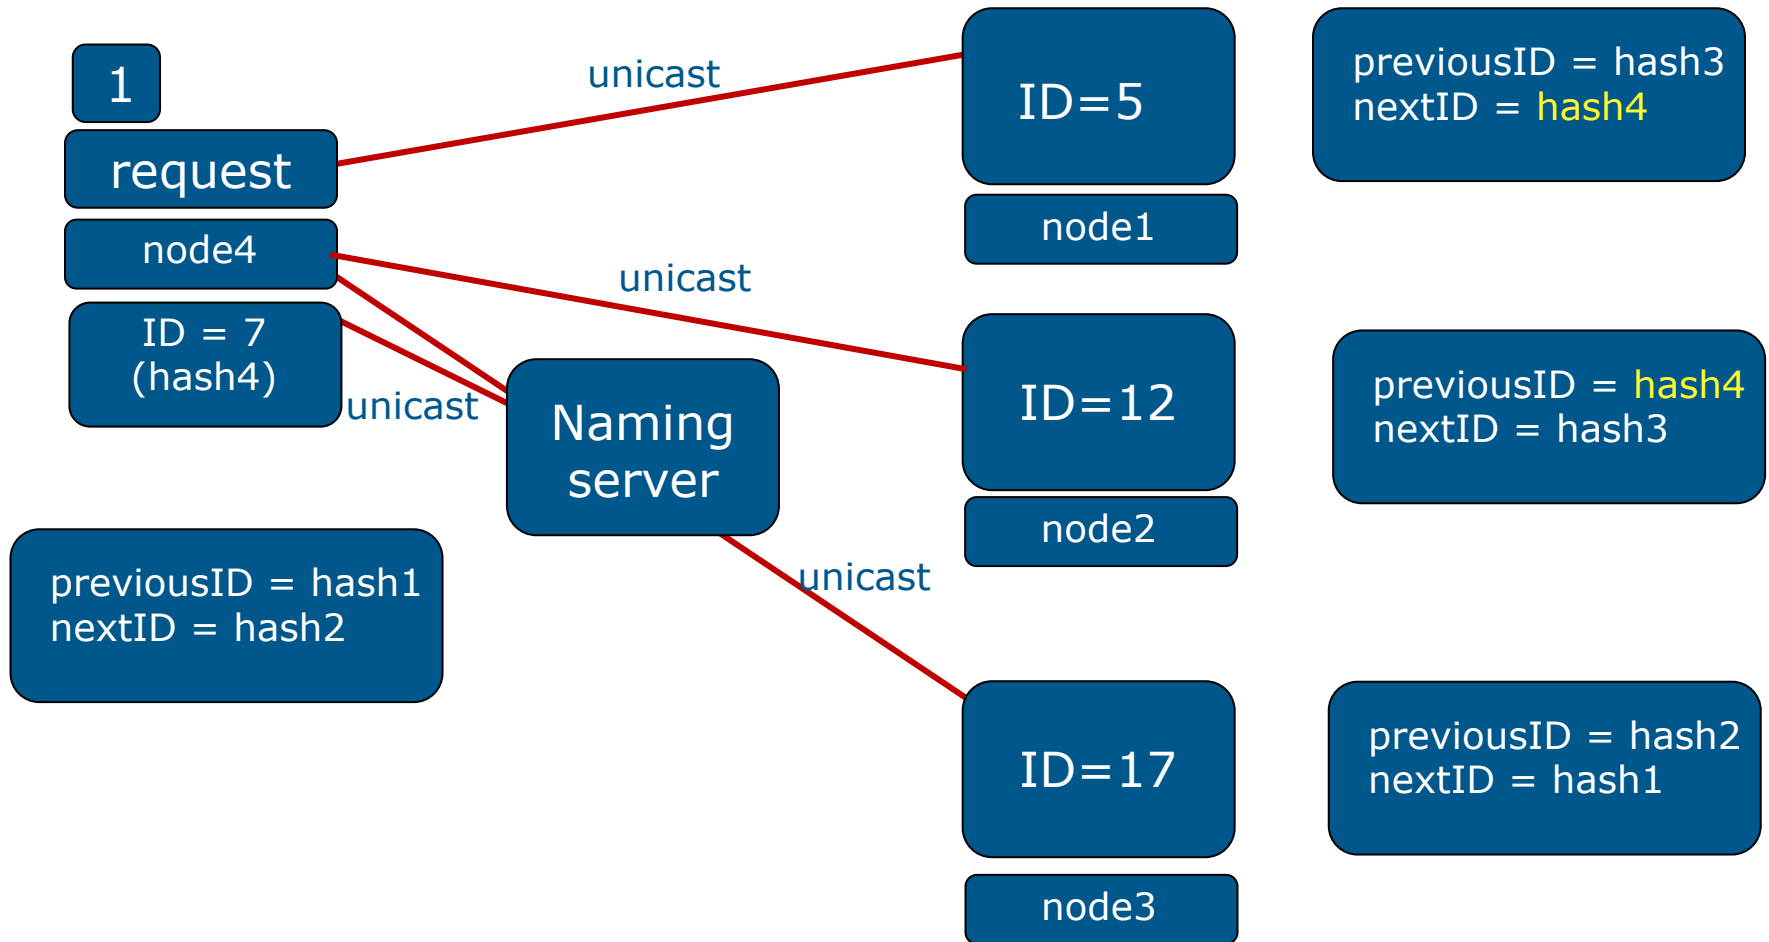 1
request
node4
ID = 7
(hash4)
previousID = hash1
nextID = hash2
unicast
unicast
unicast
unicast
Naming
server
ID=5
node1
previousID = hash3
nextID = hash4
ID=12
node2
previousID = hash4
nextID = hash3
ID=17
node3
previousID = hash2
nextID = hash1